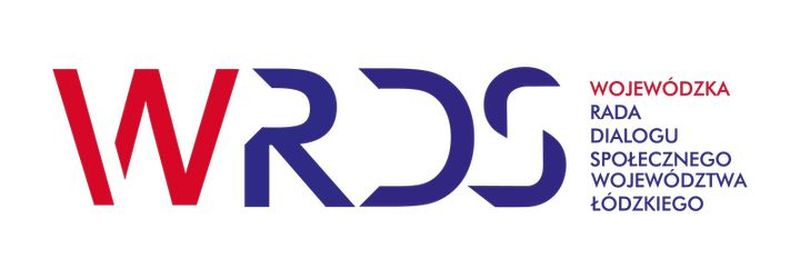 WRDS
WOJEWÓDZKA
RADA
DIALOGU
SPOŁECZNEGO
WOJEWÓDZTWA
ŁÓDZKIEGO